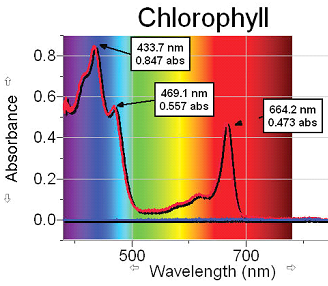 Chlorophyll
433.7 nm
0.847 abs
469.1 nm
0.557 abs
664.2 nm
0.473 abs
0.8
0.6
0.4
0.2
0.0
Absorbance
500
700
Wavelength (nm)